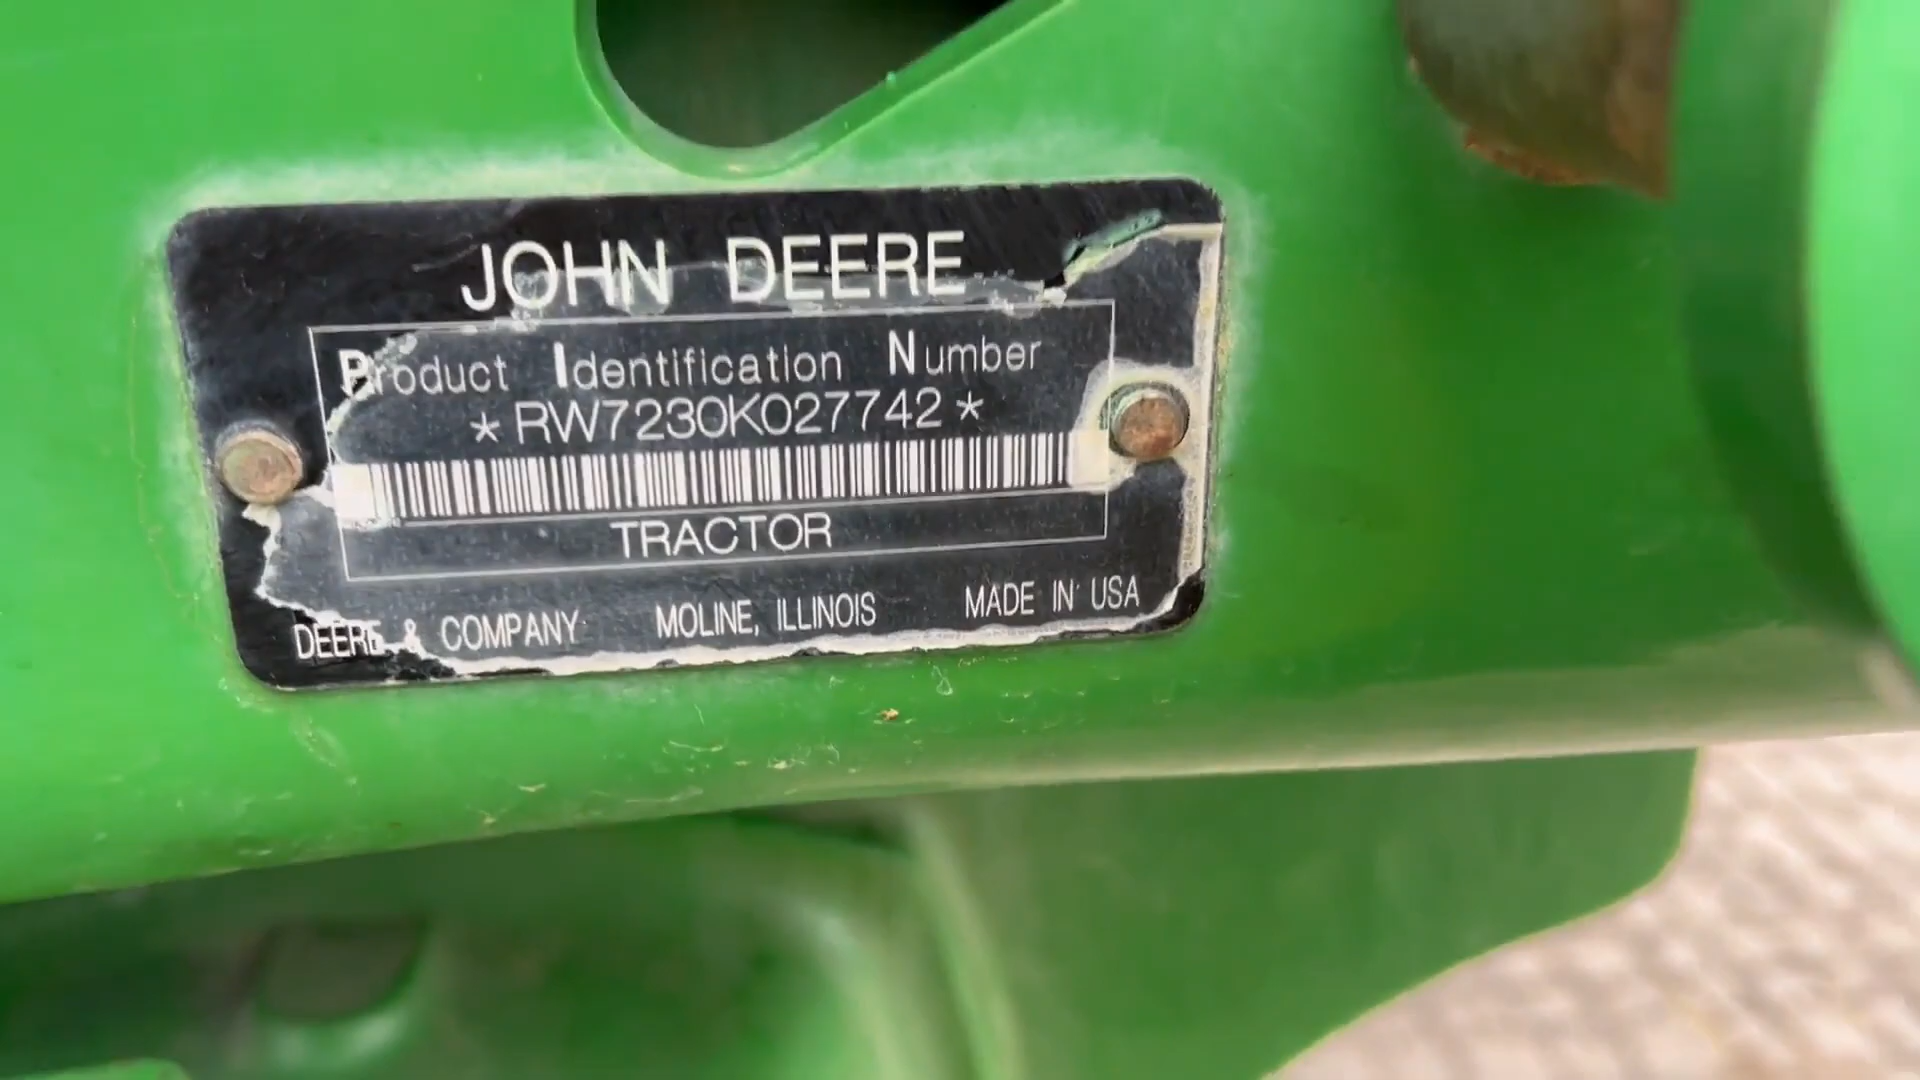 JOHN DEERE
Product Identification Number
*RW7230K027742*
TRACTOR
DEERE & COMPANY MOLINE, ILLINOIS MADE IN USA